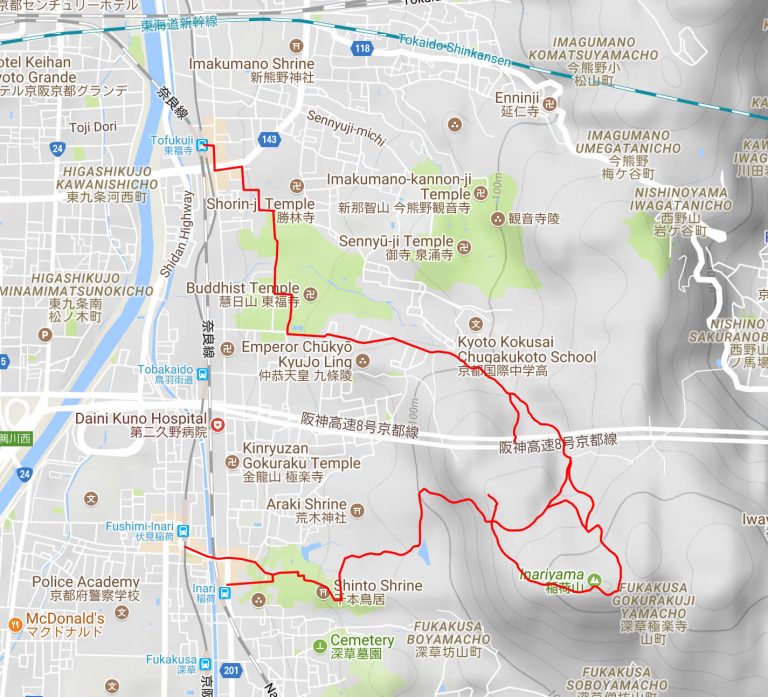 京都センチュリーホテル
東海道新幹線
Tokaido
Tokaido Shinkansen
118
IMAGUMANO
KOMATSUYAMACHO
今熊野小
松山町
Imakumano Shrine
新熊野神社
otel Keihan
yoto Grande
テル京阪京都グランデ
奈良線
Enninji
延仁寺
Toji Dori
Sennyuji-michi
Tofukuji
東福寺
143
24
IMAGUMANO
UMEGATANICHO
今熊野
梅ケ谷町
HIGASHIKUJO
KAWANISHICHO
東九条河西町
Imakumano-kannon-ji
Temple
新那智山 今熊野観音寺
100m
NISHINOYAMA
IWAGATANICHO
西野山
岩ケ谷町
Shorin-ji Temple
勝林寺
観音寺陵
Shidan Highway
Sennyū-ji Temple
御寺 泉涌寺
HIGASHIKUJO
MINAMIMATSUNOKICHO
東九条南
松ノ木町
Buddhist Temple
慧日山 東福寺
奈良線
Emperor Chūkyō
KyuJo Ling
仲恭天皇 九條陵
Kyoto Kokusai
Chugakukoto School
京都国際中学高
NISHINOY
SAKURANOB
西野山
ノ馬場
Tobakaido
鳥羽街道
100m
Daini Kuno Hospital
第二久野病院
阪神高速8号京都線
阪神高速8号京都線
鴨川西
24
Kinryuzan
Gokuraku Temple
金龍山 極楽寺
Araki Shrine
荒木神社
Fushimi-Inari
伏見稲荷
Iway
Police Academy
京都府警察学校
Inari
稲荷
Shinto Shrine
千本鳥居
Inariyama
稲荷山
FUKAKUSA
GOKURAKUJI
YAMACHO
深草極楽寺
山町
McDonald's
マクドナルド
FUKAKUSA
BOYAMACHO
深草坊山町
Cemetery
深草墓園
Fukakusa
深草
201
FUKAKUSA
SOBOYAMACHO